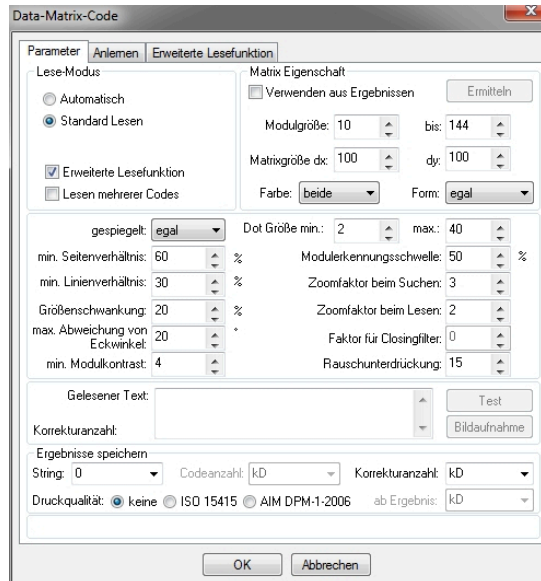 Data-Matrix-Code
Parameter Anlernen Erweiterte Lesefunktion
Lese-Modus
Automatisch
Standard Lesen
Erweiterte Lesefunktion
Lesen mehrerer Codes
Matrix Eigenschaft
Verwenden aus Ergebnissen Ermitteln
Modulgröße: 10 bis: 144
Matrixgröße dx: 100 dy: 100
Farbe: beide Form: egal
gespiegelt: egal Dot Größe min.: 2 max.: 40
min. Seitenverhältnis: 60 % Modulerkennungsschwelle: 50 %
min. Linienverhältnis: 30 % Zoomfaktor beim Suchen: 3
Größenschwankung: 20 % Zoomfaktor beim Lesen: 2
max. Abweichung von
Eckwinkel: 20 ° Faktor für Closingfilter: 0
min. Modulkontrast: 4 Rauschunterdrückung: 15
Gelesener Text: Test
Korrekturanzahl: Bildaufnahme
Ergebnisse speichern
String: 0 Codeanzahl: kD Korrekturanzahl: kD
Druckqualität: keine ISO 15415 AIM DPM-1-2006 ab Ergebnis: kD
OK Abbrechen